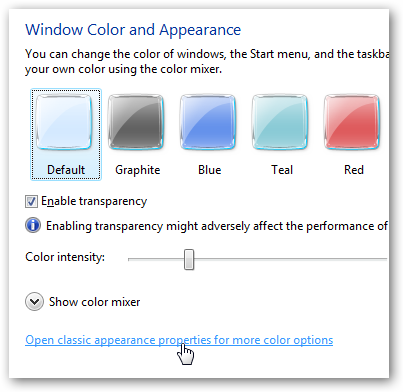 Window Color and Appearance
You can change the color of windows, the Start menu, and the taskba
your own color using the color mixer.
Default Graphite Blue Teal Red
Enable transparency
Enabling transparency might adversely affect the performance of
Color intensity:
Show color mixer
Open classic appearance properties for more color options